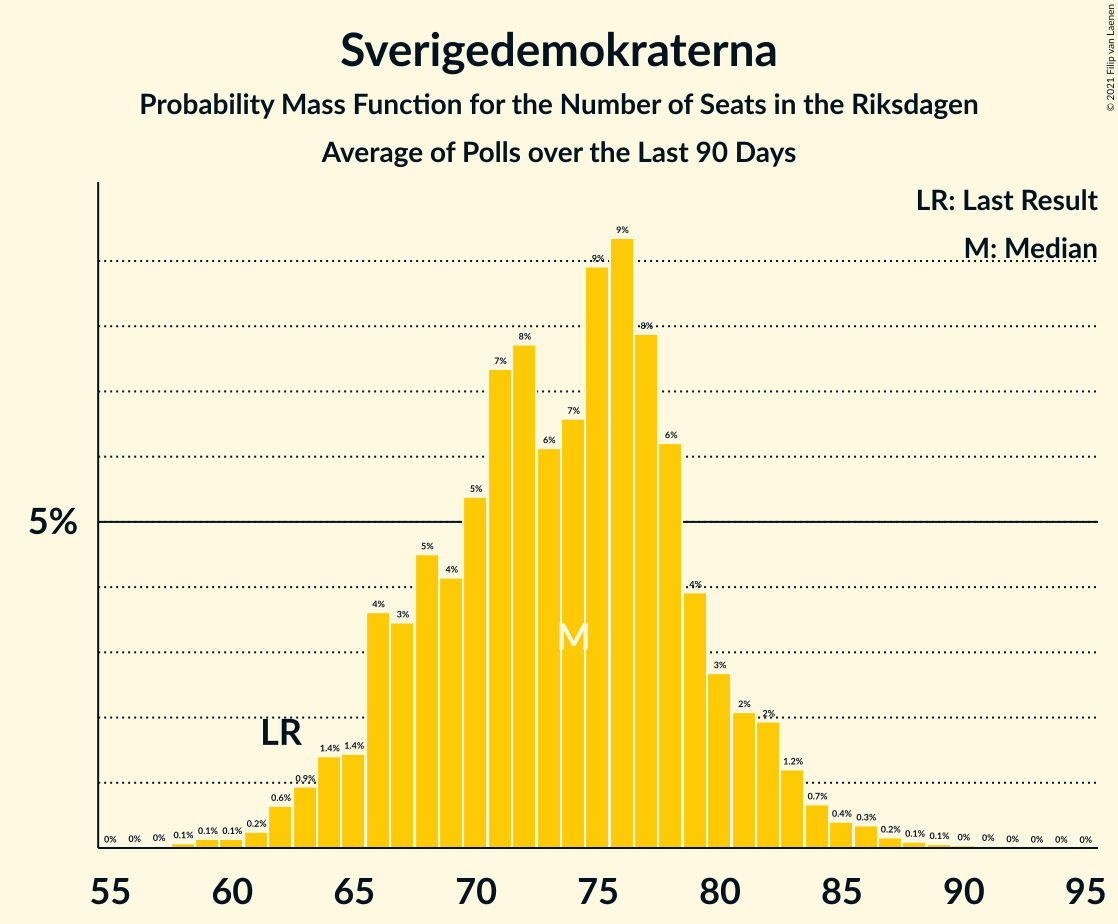 Sverigedemokraterna
Probability Mass Function for the Number of Seats in the Riksdagen
Average of Polls over the Last 90 Days
© 2021 Filip van Laenen
LR: Last Result
M: Median
5%
0% 0% 0% 0.1% 0.1% 0.1% 0.2% 0.6% 0.9% 1.4% 1.4% 4% 3% 5% 4% 5% 7% 8% 6% 7% 9% 9% 8% 6% 4% 3% 2% 2% 1.2% 0.7% 0.4% 0.3% 0.2% 0.1% 0.1% 0% 0% 0% 0% 0% 0%
LR
M
55 60 65 70 75 80 85 90 95